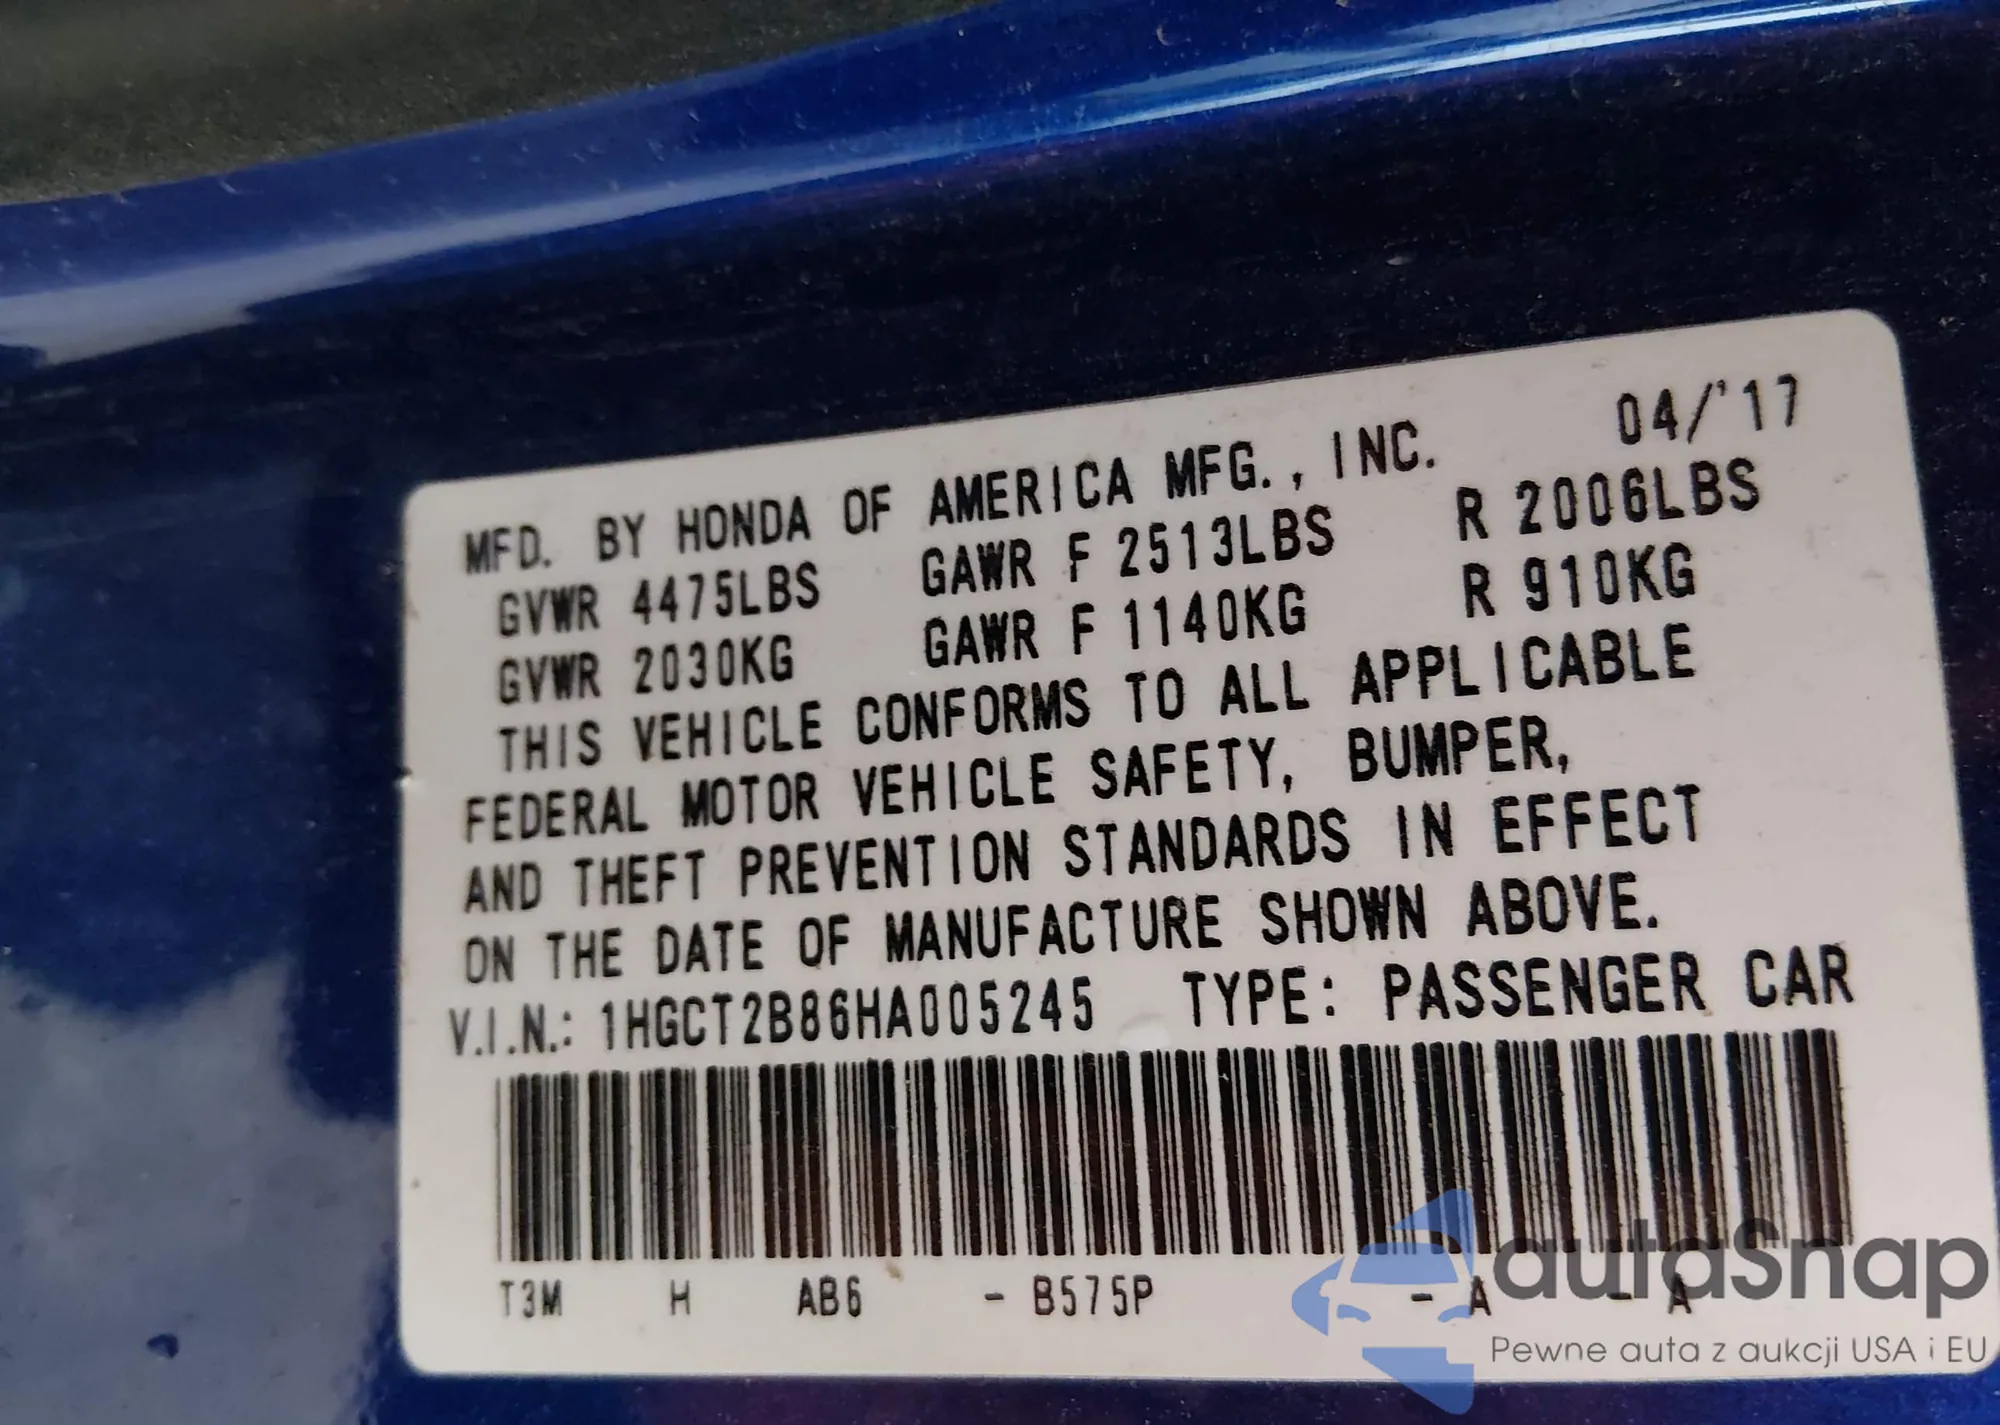 MFD. BY HONDA OF AMERICA MFG., INC. 04/'17
GVWR 4475LBS GAWR F 2513LBS R 2006LBS
GVWR 2030KG GAWR F 1140KG R 910KG
THIS VEHICLE CONFORMS TO ALL APPLICABLE
FEDERAL MOTOR VEHICLE SAFETY, BUMPER,
AND THEFT PREVENTION STANDARDS IN EFFECT
ON THE DATE OF MANUFACTURE SHOWN ABOVE.
V.I.N.: 1HGCT2B86HA005245 TYPE: PASSENGER CAR
T3M H AB6 - B575P - A - A
autaSnap
Pewne auta z aukcji USA i EU